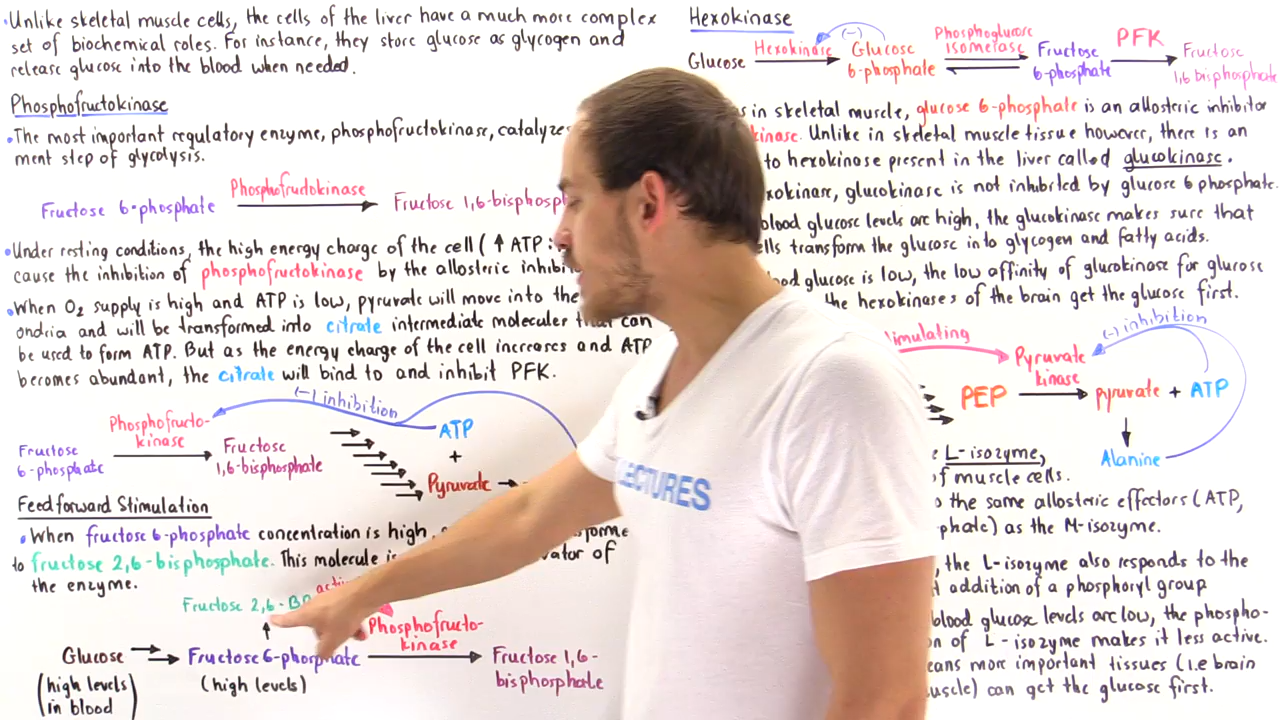 •Unlike skeletal muscle cells, the cells of the liver have a much more complex
set of biochemical roles. For instance, they store glucose as glycogen and
release glucose into the blood when needed.
Phosphofructokinase
•The most important regulatory enzyme, phosphofructokinase, catalyzes
ment step of glycolysis.
Fructose 6-phosphate Phosphofructokinase Fructose 1,6-bisphosph
•Under resting conditions, the high energy charge of the cell (↑ATP:
cause the inhibition of phosphofructokinase by the allosteric inhibit
•When O2 supply is high and ATP is low, pyruvate will move into the
ondria and will be transformed into citrate intermediate molecules that can
be used to form ATP. But as the energy charge of the cell increases and ATP
becomes abundant, the citrate will bind to and inhibit PFK.
(-) inhibition
Phosphofructo-
kinase
Fructose
6-phosphate
Fructose
1,6-bisphosphate
ATP
+
Pyruvate
Feedforward Stimulation
•When fructose 6-phosphate concentration is high,
to fructose 2,6-bisphosphate. This molecule is vator of
the enzyme.
Fructose 2,6-BP
Phosphofructo-
kinase
Glucose Fructose 6-phosphate Fructose 1,6-
bisphosphate
(high levels
in blood)
(high levels)
Hexokinase
(-)
Glucose Hexokinase Glucose
6-phosphate
Phosphoglucose
isomerase
Fructose
6-phosphate
PFK
Fructose
1,6 bisphosphate
s in skeletal muscle, glucose 6-phosphate is an allosteric inhibitor
kinase. Unlike in skeletal muscle tissue however, there is an
to hexokinase present in the liver called glucokinase.
xokinase, glucokinase is not inhibited by glucose 6 phosphate.
blood glucose levels are high, the glucokinase makes sure that
lls transform the glucose into glycogen and fatty acids.
ood glucose is low, the low affinity of glucokinase for glucose
the hexokinases of the brain get the glucose first.
imulating
(-) inhibition
PEP Pyruvate
kinase
pyruvate + ATP
Alanine
L-isozyme,
of muscle cells.
o the same allosteric effectors (ATP,
phate) as the M-isozyme.
, the L-isozyme also responds to the
addition of a phosphoryl group
blood glucose levels are low, the phospho-
on of L-isozyme makes it less active.
eans more important tissues (i.e brain
uscle) can get the glucose first.
LECTURES